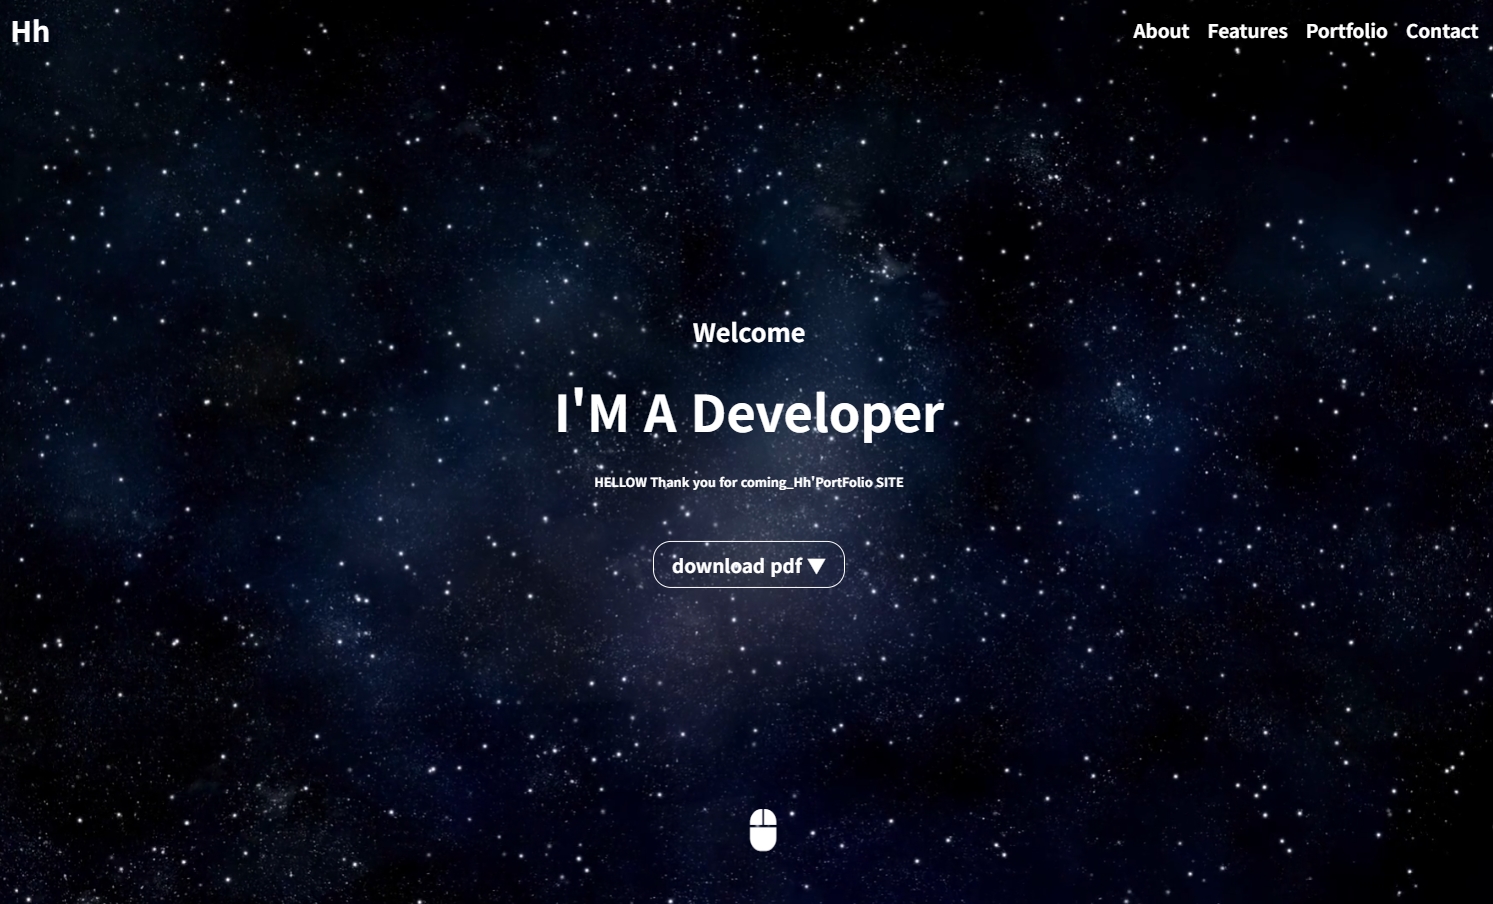 Hh
About Features Portfolio Contact
Welcome
I'M A Developer
HELLOW Thank you for coming_Hh'PortFolio SITE
download pdf ▼